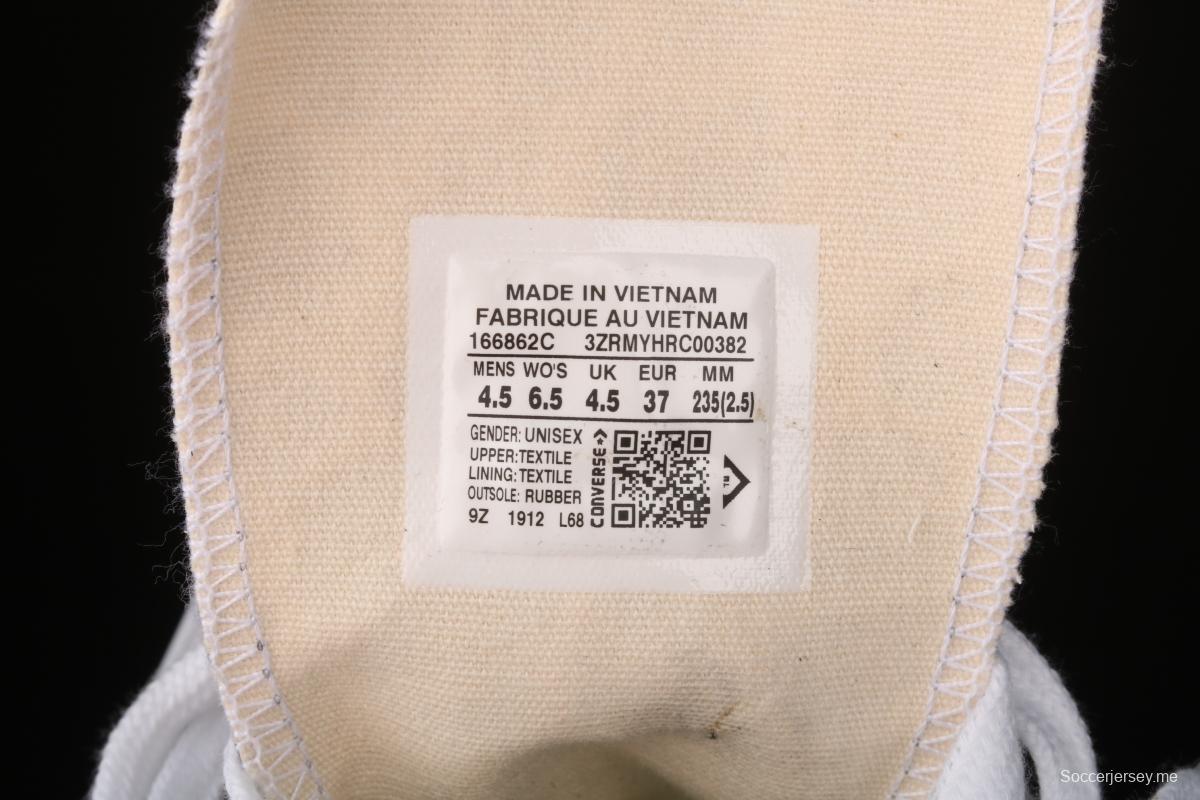 MADE IN VIETNAM
FABRIQUE AU VIETNAM
166862C 3ZRMYHRC00382
MENS WO'S UK EUR MM
4.5 6.5 4.5 37 235(2.5)
GENDER: UNISEX
UPPER:TEXTILE
LINING:TEXTILE
OUTSOLE: RUBBER
9Z 1912 L68
CONVERSE
TM
Soccerjersey.me